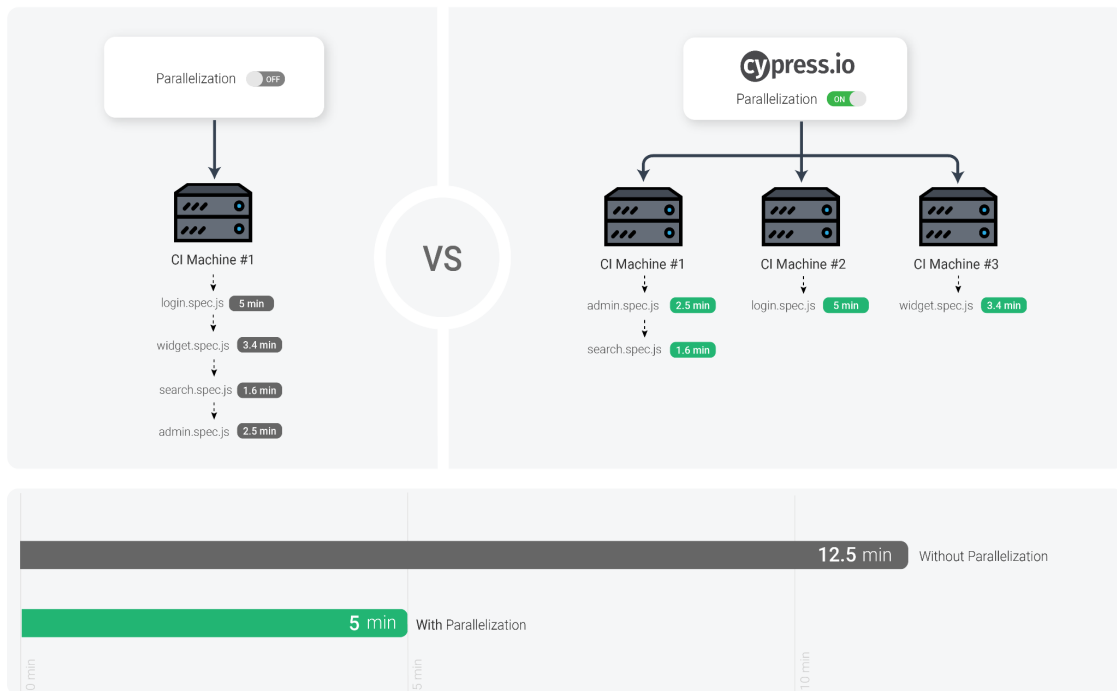 Parallelization OFF
CI Machine #1
login.spec.js 5 min
widget.spec.js 3.4 min
search.spec.js 1.6 min
admin.spec.js 2.5 min
VS
cypress.io
Parallelization ON
CI Machine #1
admin.spec.js 2.5 min
search.spec.js 1.6 min
CI Machine #2
login.spec.js 5 min
CI Machine #3
widget.spec.js 3.4 min
12.5 min Without Parallelization
5 min With Parallelization
0 min
5 min
10 min